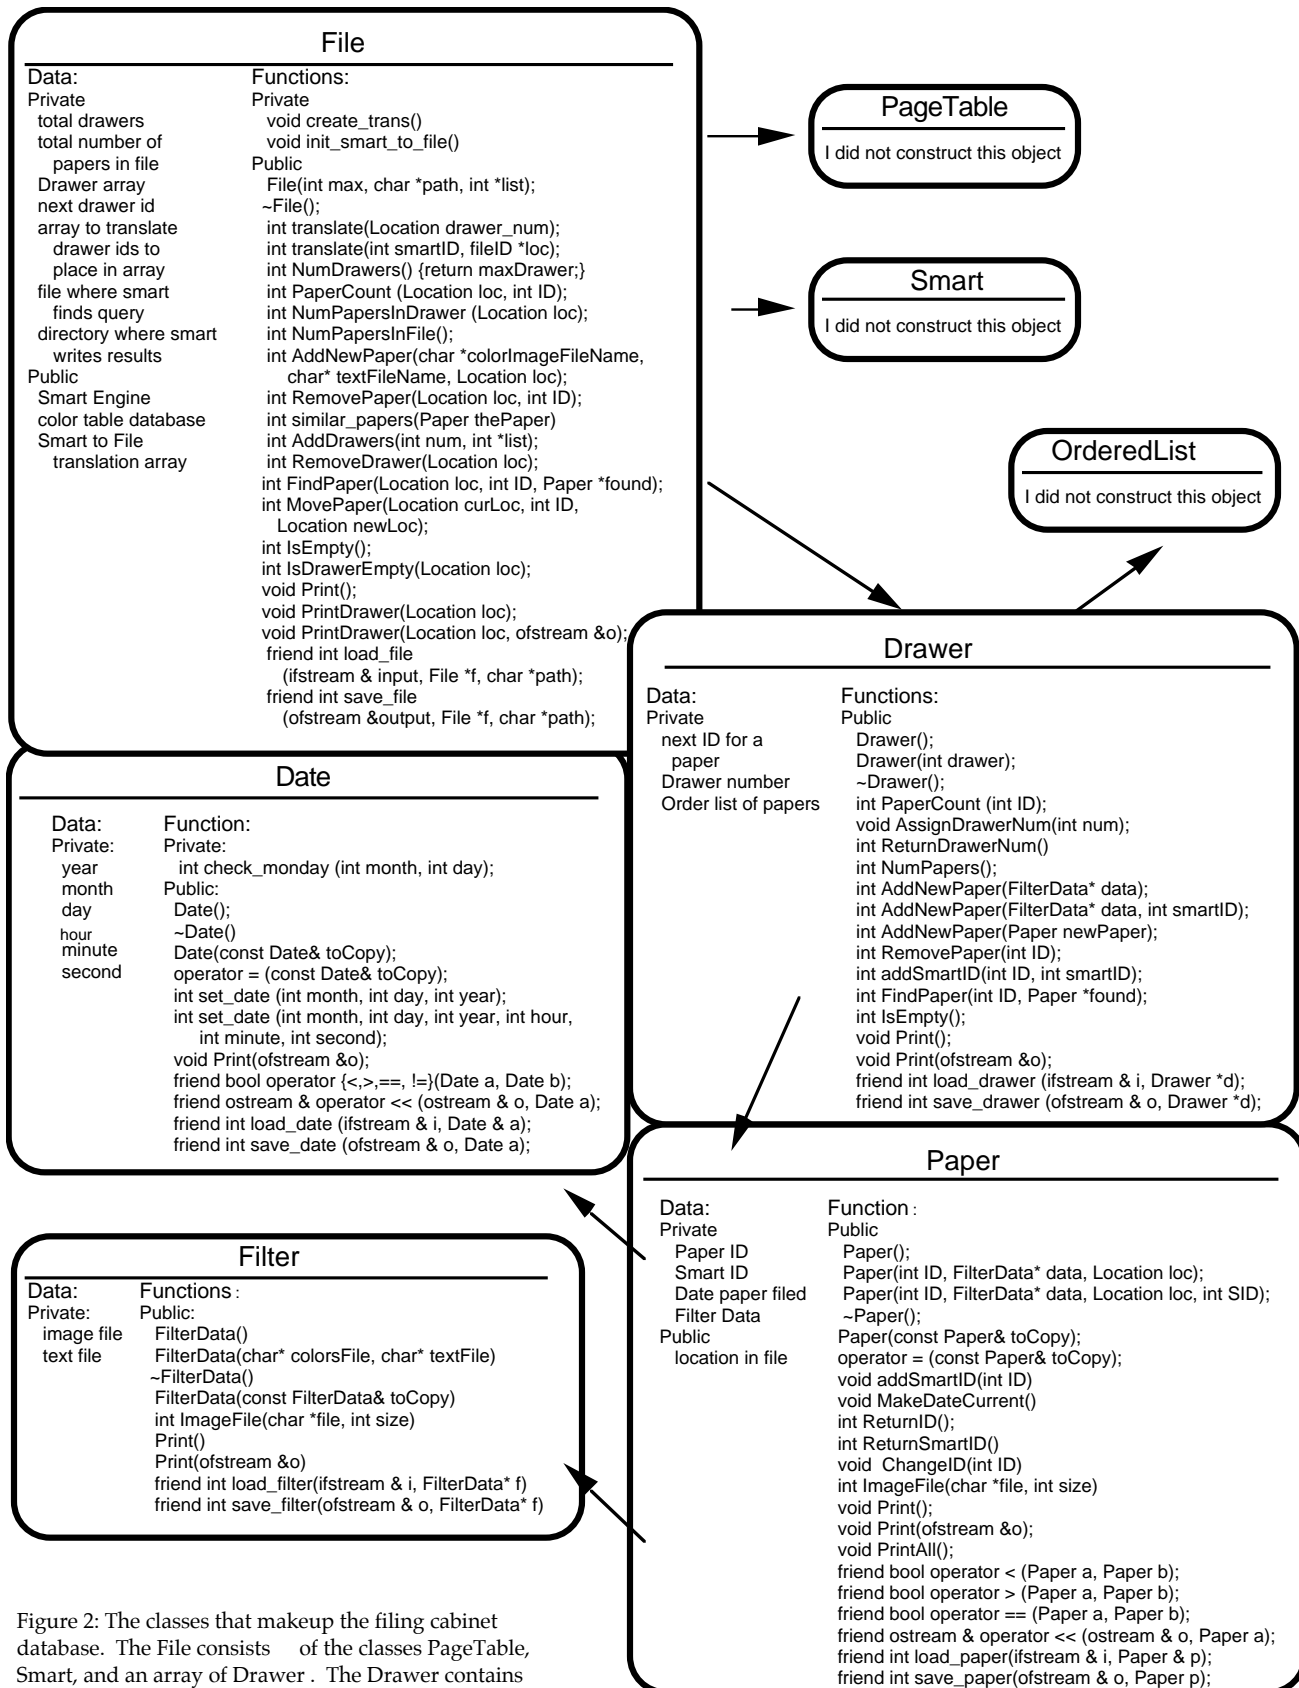 File
Data:
Private
total drawers
total number of
papers in file
Drawer array
next drawer id
array to translate
drawer ids to
place in array
file where smart
finds query
directory where smart
writes results
Public
Smart Engine
color table database
Smart to File
translation array
Functions:
Private
void create_trans()
void init_smart_to_file()
Public
File(int max, char *path, int *list);
~File();
int translate(Location drawer_num);
int translate(int smartID, fileID *loc);
int NumDrawers() {return maxDrawer;}
int PaperCount (Location loc, int ID);
int NumPapersInDrawer (Location loc);
int NumPapersInFile();
int AddNewPaper(char *colorImageFileName,
char* textFileName, Location loc);
int RemovePaper(Location loc, int ID);
int similar_papers(Paper thePaper)
int AddDrawers(int num, int *list);
int RemoveDrawer(Location loc);
int FindPaper(Location loc, int ID, Paper *found);
int MovePaper(Location curLoc, int ID,
Location newLoc);
int IsEmpty();
int IsDrawerEmpty(Location loc);
void Print();
void PrintDrawer(Location loc);
void PrintDrawer(Location loc, ofstream &o);
friend int load_file
(ifstream & input, File *f, char *path);
friend int save_file
(ofstream &output, File *f, char *path);
PageTable
I did not construct this object
Smart
I did not construct this object
OrderedList
I did not construct this object
Drawer
Data:
Private
next ID for a
paper
Drawer number
Order list of papers
Functions:
Public
Drawer();
Drawer(int drawer);
~Drawer();
int PaperCount (int ID);
void AssignDrawerNum(int num);
int ReturnDrawerNum()
int NumPapers();
int AddNewPaper(FilterData* data);
int AddNewPaper(FilterData* data, int smartID);
int AddNewPaper(Paper newPaper);
int RemovePaper(int ID);
int addSmartID(int ID, int smartID);
int FindPaper(int ID, Paper *found);
int IsEmpty();
void Print();
void Print(ofstream &o);
friend int load_drawer (ifstream & i, Drawer *d);
friend int save_drawer (ofstream & o, Drawer *d);
Date
Data:
Private:
year
month
day
hour
minute
second
Function:
Private:
int check_monday (int month, int day);
Public:
Date();
~Date()
Date(const Date& toCopy);
operator = (const Date& toCopy);
int set_date (int month, int day, int year);
int set_date (int month, int day, int year, int hour,
int minute, int second);
void Print(ofstream &o);
friend bool operator {<,>,==, !=}(Date a, Date b);
friend ostream & operator << (ostream & o, Date a);
friend int load_date (ifstream & i, Date & a);
friend int save_date (ofstream & o, Date a);
Paper
Data:
Private
Paper ID
Smart ID
Date paper filed
Filter Data
Public
location in file
Function :
Public
Paper();
Paper(int ID, FilterData* data, Location loc);
Paper(int ID, FilterData* data, Location loc, int SID);
~Paper();
Paper(const Paper& toCopy);
operator = (const Paper& toCopy);
void addSmartID(int ID)
void MakeDateCurrent()
int ReturnID();
int ReturnSmartID()
void ChangeID(int ID)
int ImageFile(char *file, int size)
void Print();
void Print(ofstream &o);
void PrintAll();
friend bool operator < (Paper a, Paper b);
friend bool operator > (Paper a, Paper b);
friend bool operator == (Paper a, Paper b);
friend ostream & operator << (ostream & o, Paper a);
friend int load_paper(ifstream & i, Paper & p);
friend int save_paper(ofstream & o, Paper p);
Filter
Data:
Private:
image file
text file
Functions :
Public:
FilterData()
FilterData(char* colorsFile, char* textFile)
~FilterData()
FilterData(const FilterData& toCopy)
int ImageFile(char *file, int size)
Print()
Print(ofstream &o)
friend int load_filter(ifstream & i, FilterData* f)
friend int save_filter(ofstream & o, FilterData* f)
Figure 2: The classes that makeup the filing cabinet
database. The File consists of the classes PageTable,
Smart, and an array of Drawer . The Drawer contains